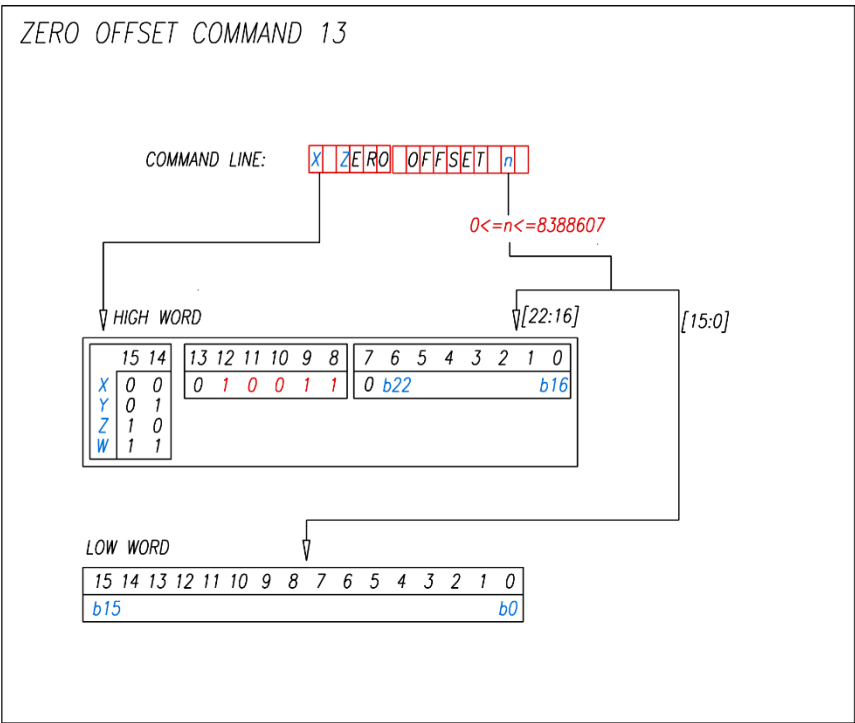 ZERO OFFSET COMMAND 13
COMMAND LINE: X ZERO OFFSET n
0<=n<=8388607
HIGH WORD [22:16] [15:0]
15 14 13 12 11 10 9 8 7 6 5 4 3 2 1 0
X 0 0 0 1 0 0 1 1 0 b22 b16
Y 0 1
Z 1 0
W 1 1
LOW WORD
15 14 13 12 11 10 9 8 7 6 5 4 3 2 1 0
b15 b0